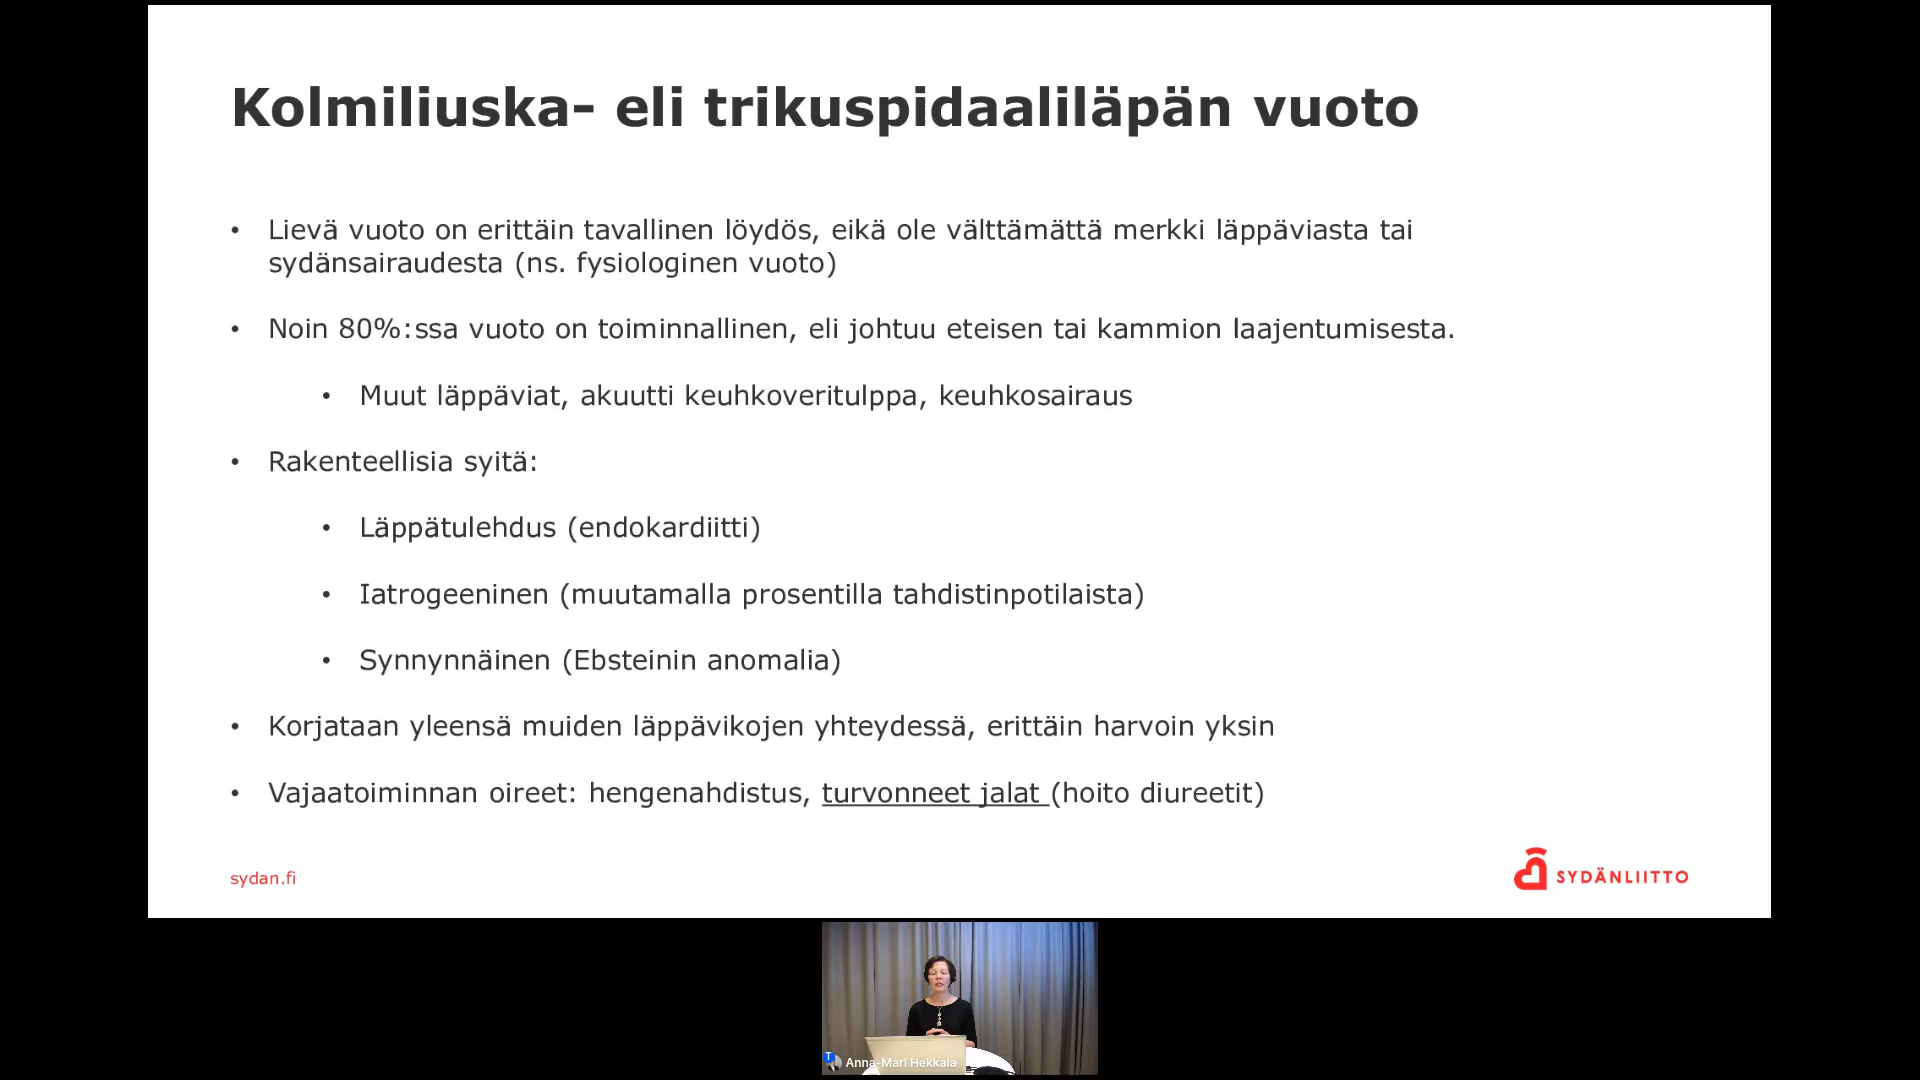 Kolmiliuska- eli trikuspidaaliläpän vuoto
• Lievä vuoto on erittäin tavallinen löydös, eikä ole välttämättä merkki läppäviasta tai
sydänsairaudesta (ns. fysiologinen vuoto)
• Noin 80%:ssa vuoto on toiminnallinen, eli johtuu eteisen tai kammion laajentumisesta.
• Muut läppäviat, akuutti keuhkoveritulppa, keuhkosairaus
• Rakenteellisia syitä:
• Läppätulehdus (endokardiitti)
• Iatrogeeninen (muutamalla prosentilla tahdistinpotilaista)
• Synnynnäinen (Ebsteinin anomalia)
• Korjataan yleensä muiden läppävikojen yhteydessä, erittäin harvoin yksin
• Vajaatoiminnan oireet: hengenahdistus, turvonneet jalat (hoito diureetit)
sydan.fi
SYDÄNLIITTO
T
Anna-Mari Hekkala